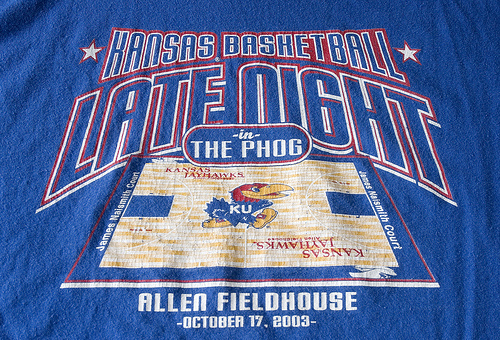 KANSAS BASKETBALL
LATE NIGHT
-in-
THE PHOG
KANSAS
JAYHAWKS
James Naismith Court
James Naismith Court
KU
KANSAS
JAYHAWKS
ALLEN FIELDHOUSE
-OCTOBER 17, 2003-